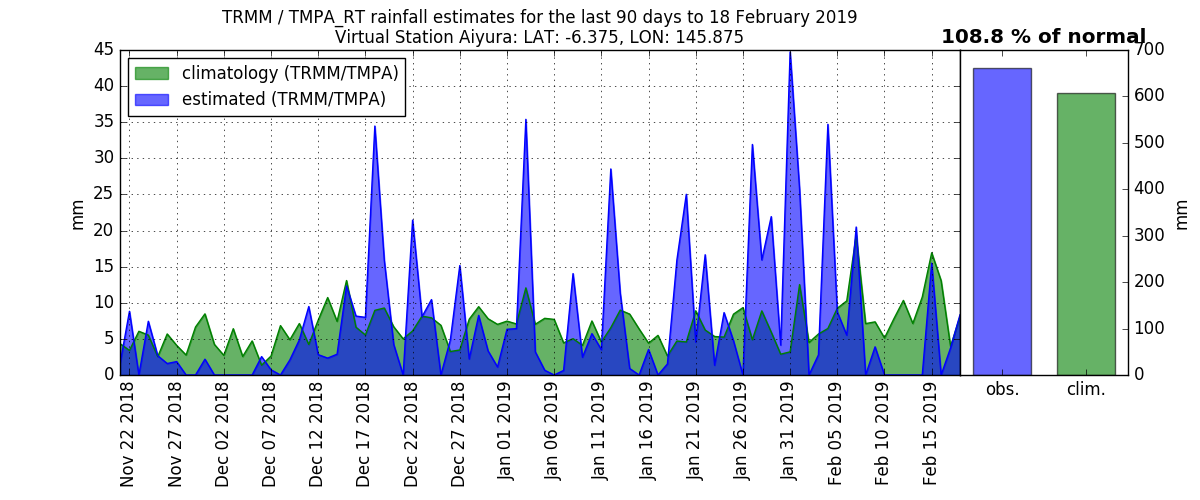 TRMM / TMPA_RT rainfall estimates for the last 90 days to 18 February 2019
Virtual Station Aiyura: LAT: -6.375, LON: 145.875
108.8 % of normal
climatology (TRMM/TMPA)
estimated (TRMM/TMPA)
mm
45
40
35
30
25
20
15
10
5
0
Nov 22 2018
Nov 27 2018
Dec 02 2018
Dec 07 2018
Dec 12 2018
Dec 17 2018
Dec 22 2018
Dec 27 2018
Jan 01 2019
Jan 06 2019
Jan 11 2019
Jan 16 2019
Jan 21 2019
Jan 26 2019
Jan 31 2019
Feb 05 2019
Feb 10 2019
Feb 15 2019
obs.
clim.
700
600
500
400
300
200
100
0
mm